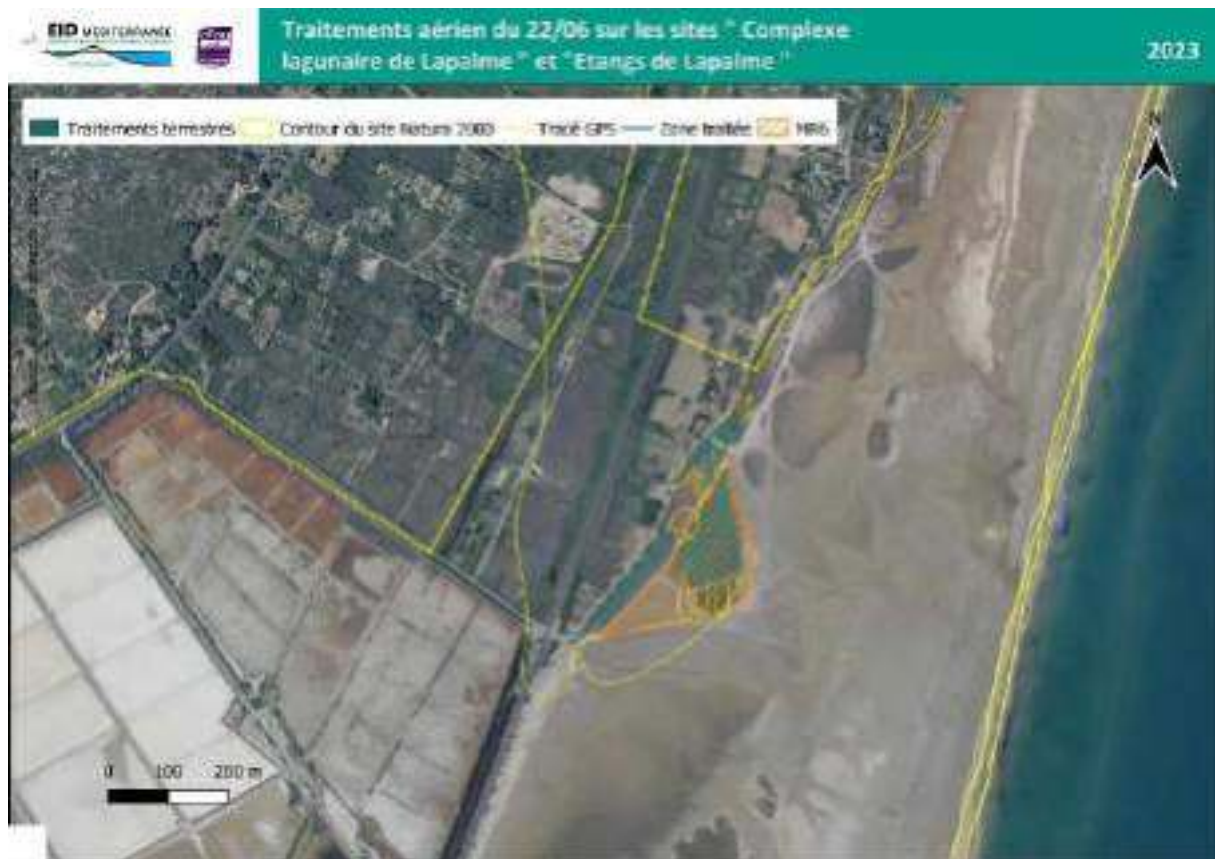 EID MEDITERRANEE
Traitements aérien du 22/06 sur les sites " Complexe
lagunaire de Lapalme " et "Etangs de Lapalme "
2023
Traitements terrestres Contour du site Natura 2000 Tracé GPS Zone traitée MR6
N
0 100 200 m